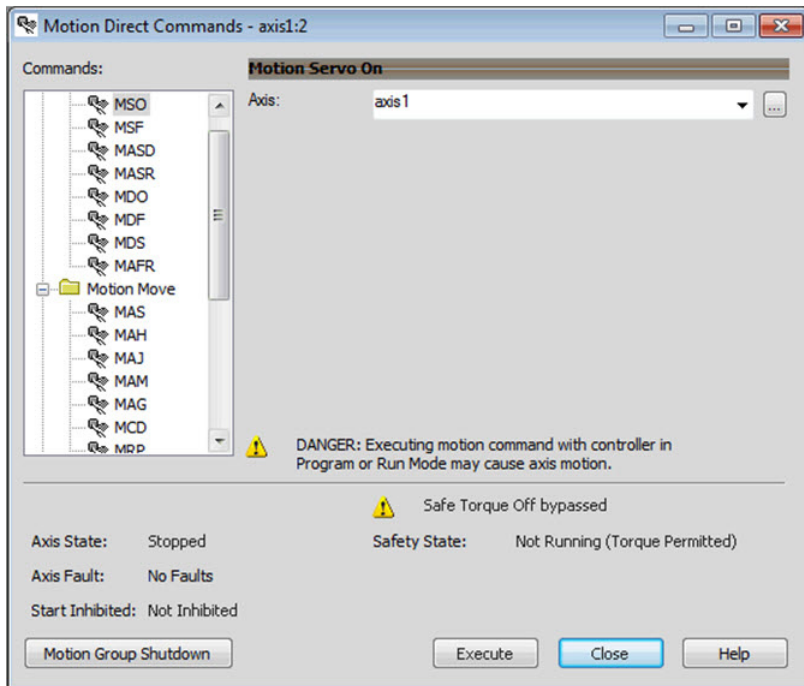 Motion Direct Commands - axis1:2
Commands:
Motion Servo On
MSO
Axis:
axis1
...
MSF
MASD
MASR
MDO
MDF
MDS
MAFR
Motion Move
MAS
MAH
MAJ
MAM
MAG
MCD
MRP
DANGER: Executing motion command with controller in
Program or Run Mode may cause axis motion.
Safe Torque Off bypassed
Axis State: Stopped
Safety State: Not Running (Torque Permitted)
Axis Fault: No Faults
Start Inhibited: Not Inhibited
Motion Group Shutdown
Execute
Close
Help